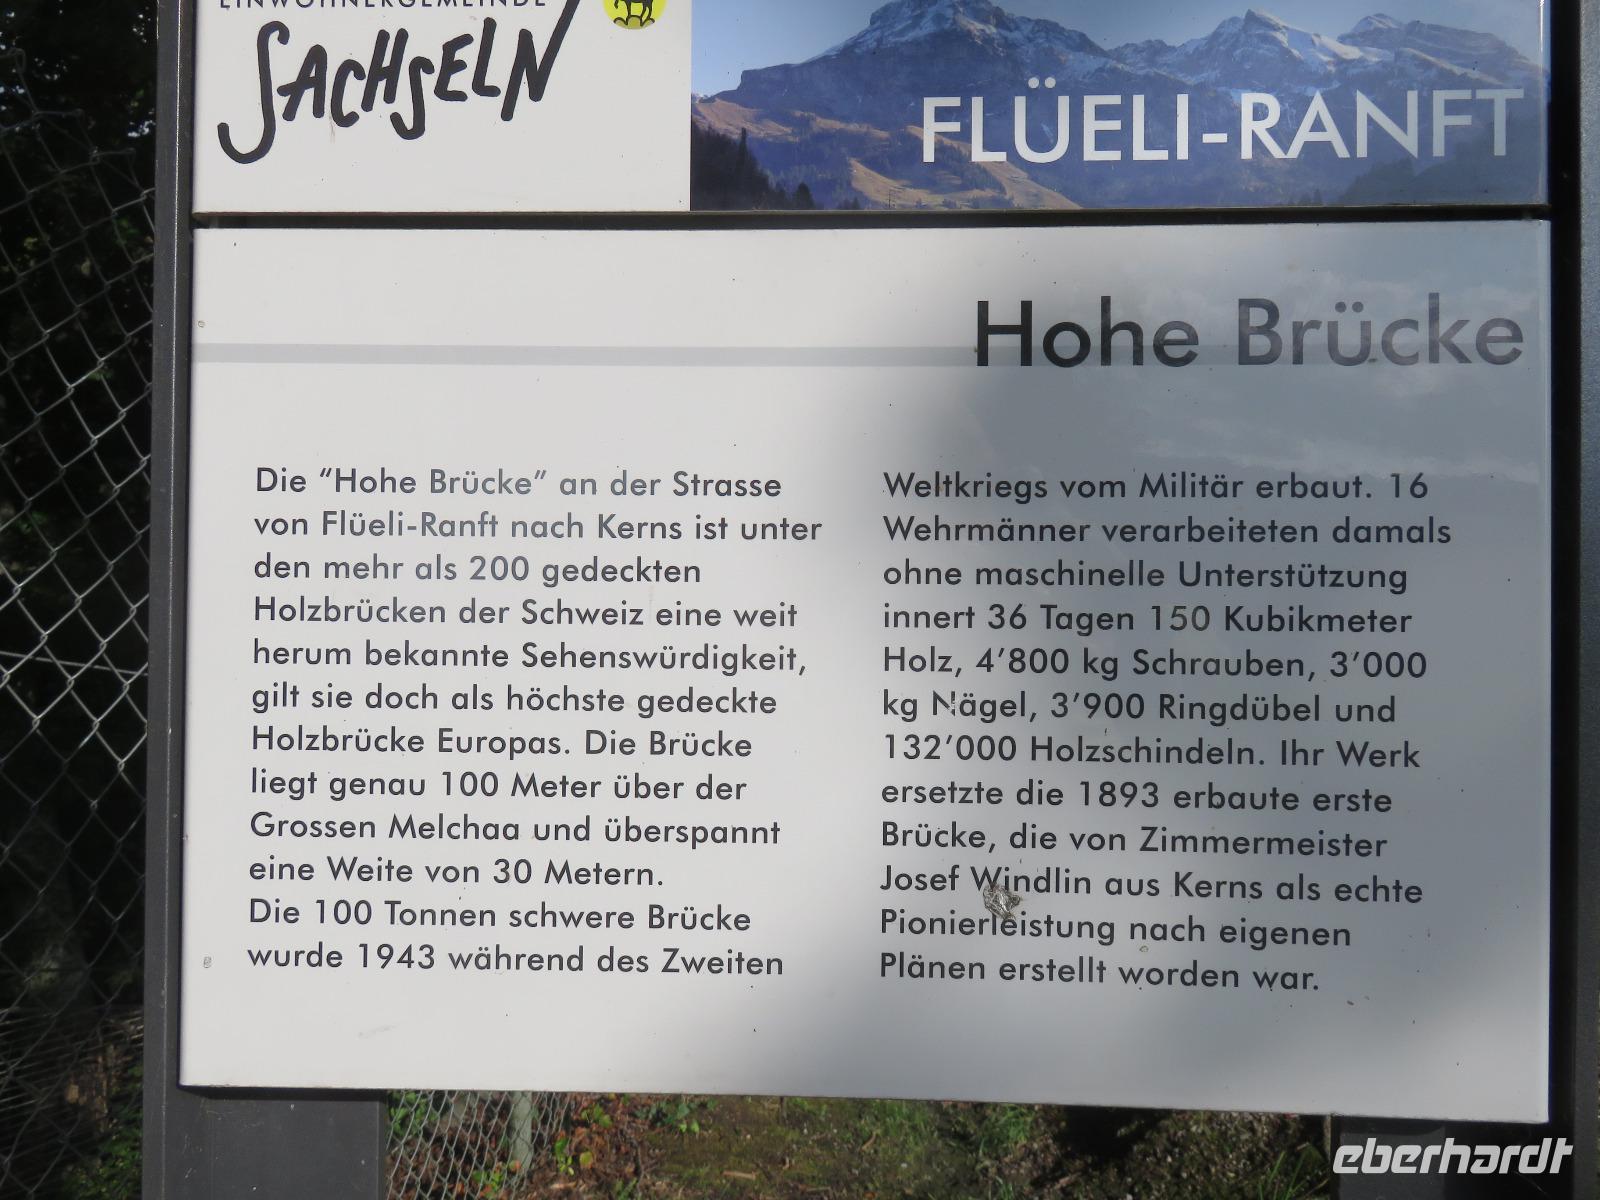 EINWOHNERGEMEINDE
SACHSELN
FLÜELI-RANFT
Hohe Brücke
Die “Hohe Brücke” an der Strasse
von Flüeli-Ranft nach Kerns ist unter
den mehr als 200 gedeckten
Holzbrücken der Schweiz eine weit
herum bekannte Sehenswürdigkeit,
gilt sie doch als höchste gedeckte
Holzbrücke Europas. Die Brücke
liegt genau 100 Meter über der
Grossen Melchaa und überspannt
eine Weite von 30 Metern.
Die 100 Tonnen schwere Brücke
wurde 1943 während des Zweiten
Weltkriegs vom Militär erbaut. 16
Wehrmänner verarbeiteten damals
ohne maschinelle Unterstützung
innert 36 Tagen 150 Kubikmeter
Holz, 4’800 kg Schrauben, 3’000
kg Nägel, 3’900 Ringdübel und
132’000 Holzschindeln. Ihr Werk
ersetzte die 1893 erbaute erste
Brücke, die von Zimmermeister
Josef Windlin aus Kerns als echte
Pionierleistung nach eigenen
Plänen erstellt worden war.
eberhardt